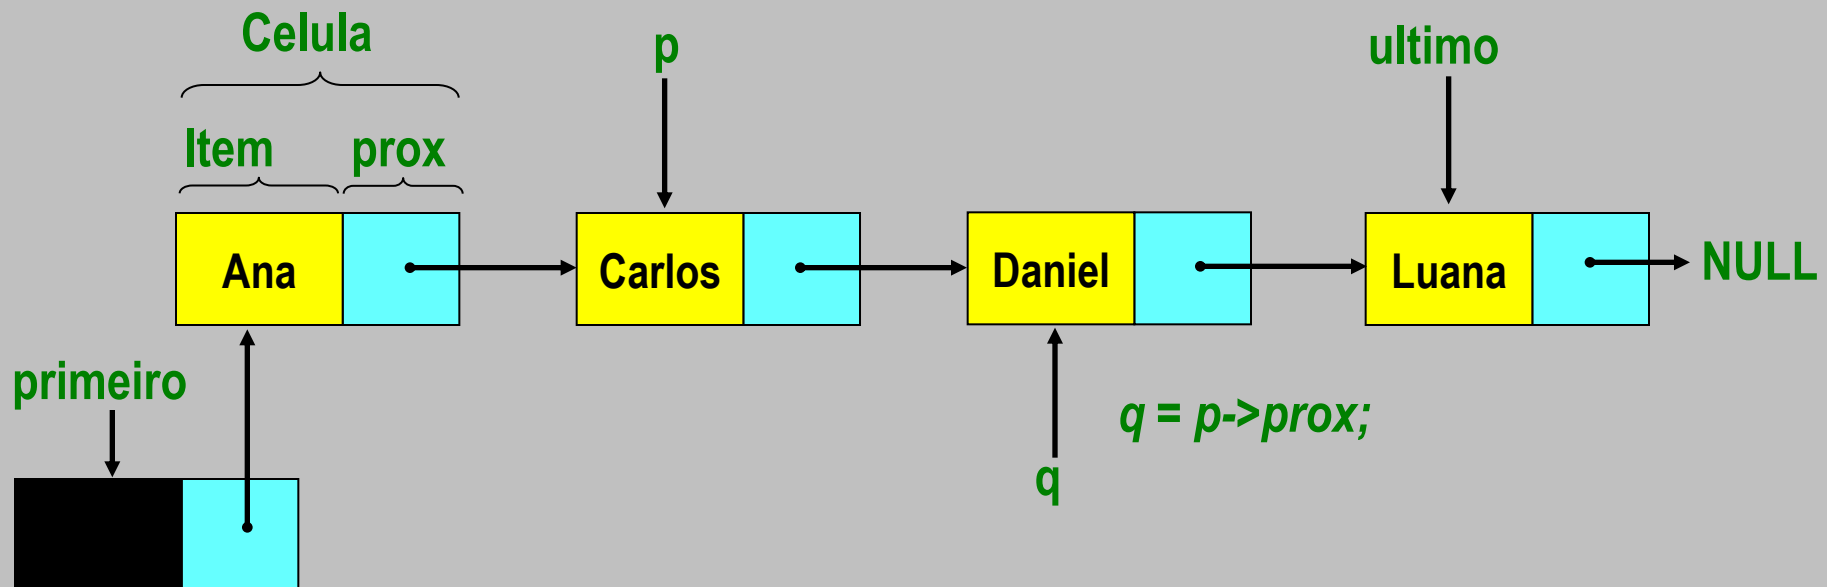 Celula
p
ultimo
Item prox
Ana
Carlos
Daniel
Luana
NULL
primeiro
q = p->prox;
q